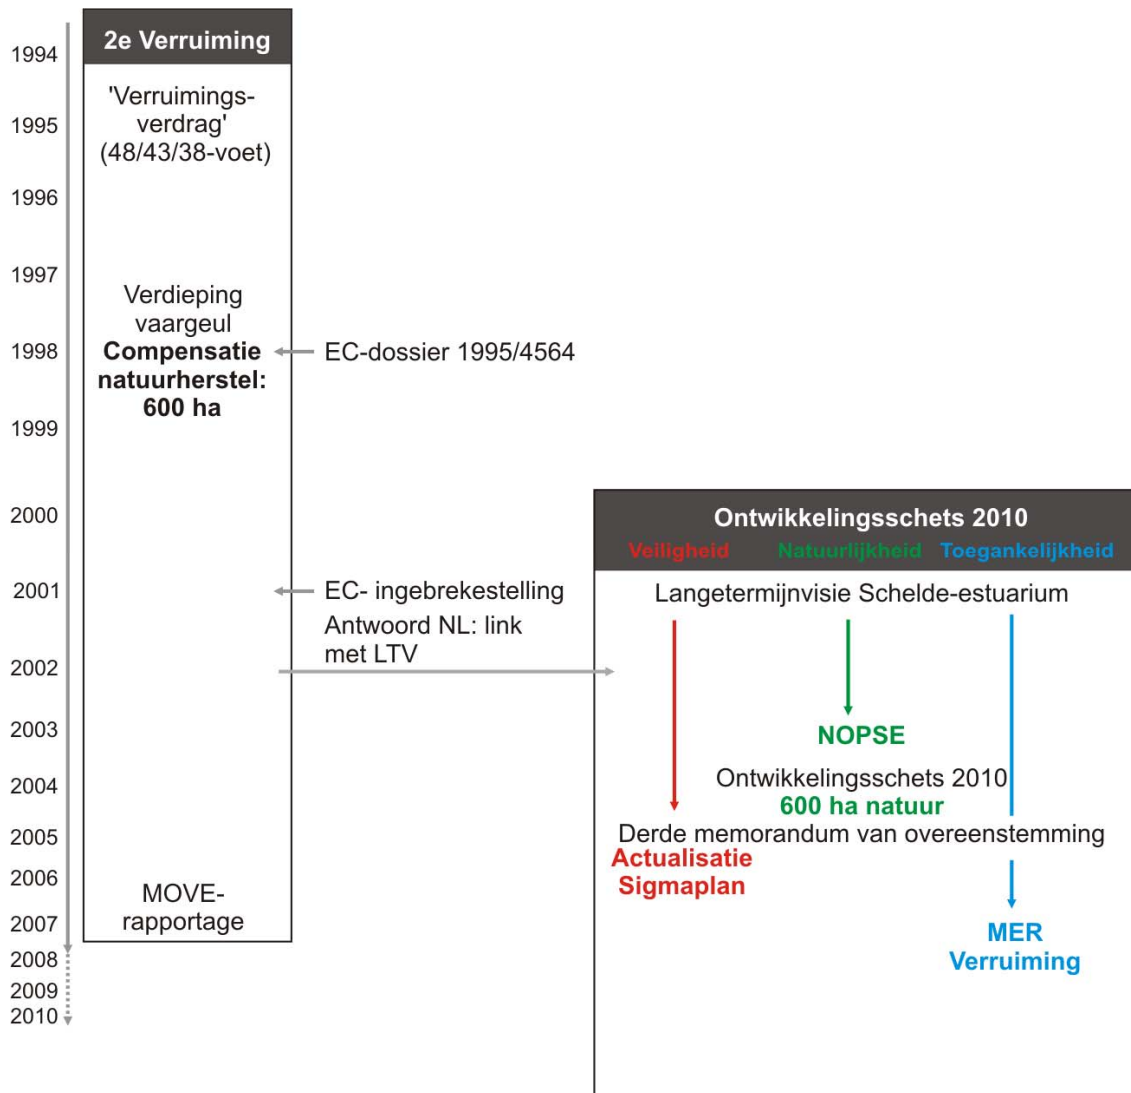 1994
1995
1996
1997
1998
1999
2000
2001
2002
2003
2004
2005
2006
2007
2008
2009
2010
2e Verruiming
'Verruimings-
verdrag'
(48/43/38-voet)
Verdieping
vaargeul
Compensatie
natuurherstel:
600 ha
MOVE-
rapportage
EC-dossier 1995/4564
EC- ingebrekestelling
Antwoord NL: link
met LTV
Ontwikkelingsschets 2010
Veiligheid Natuurlijkheid Toegankelijkheid
Langetermijnvisie Schelde-estuarium
NOPSE
Ontwikkelingsschets 2010
600 ha natuur
Derde memorandum van overeenstemming
Actualisatie
Sigmaplan
MER
Verruiming